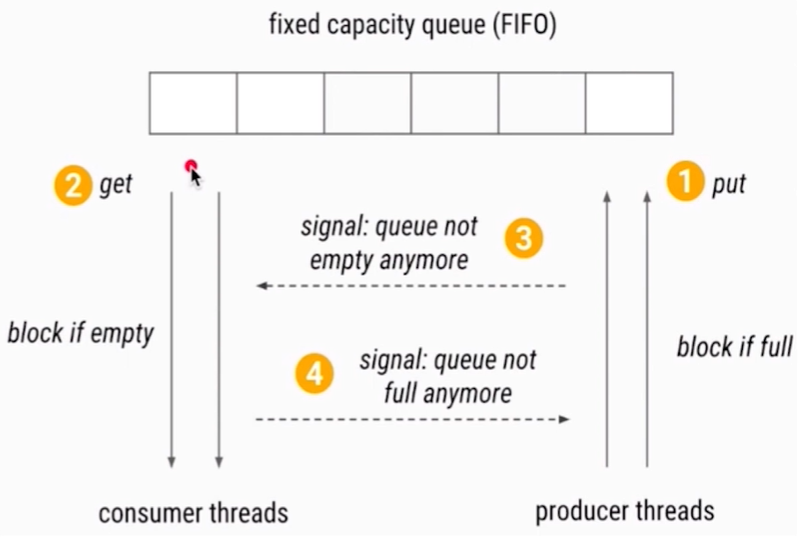 fixed capacity queue (FIFO)
2 get
1 put
signal: queue not
empty anymore
3
block if empty
4
signal: queue not
full anymore
block if full
consumer threads
producer threads